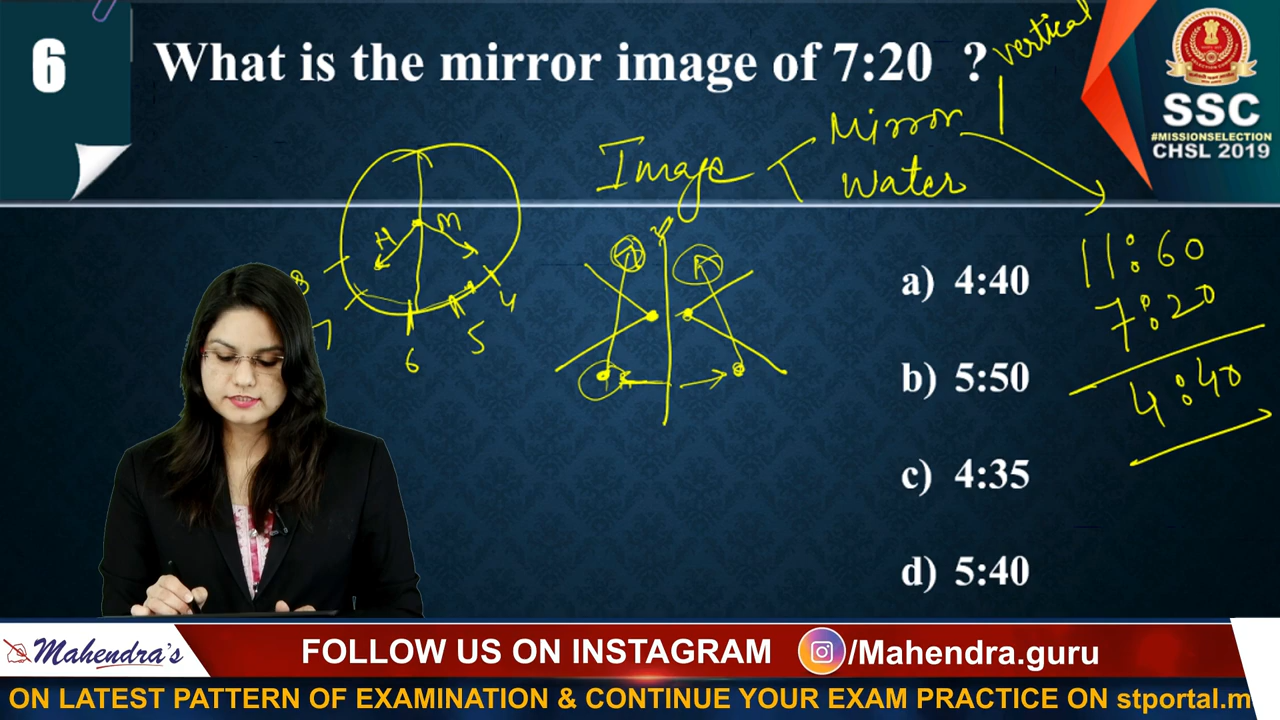 6
What is the mirror image of 7:20 ?
vertical
SSC
#MISSIONSELECTION
CHSL 2019
Image
Mirror
Water
H
M
8
7
6
5
4
11:60
7:20
4:40
a) 4:40
b) 5:50
c) 4:35
d) 5:40
Mahendra's
FOLLOW US ON INSTAGRAM
/Mahendra.guru
ON LATEST PATTERN OF EXAMINATION & CONTINUE YOUR EXAM PRACTICE ON stportal.m